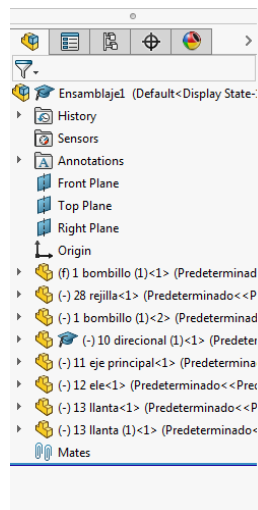 Ensamblaje1 (Default<Display State-
History
Sensors
Annotations
Front Plane
Top Plane
Right Plane
Origin
(f) 1 bombillo (1)<1> (Predeterminad
(-) 28 rejilla<1> (Predeterminado<<P
(-) 1 bombillo (1)<2> (Predeterminad
(-) 10 direcional (1)<1> (Predeter
(-) 11 eje principal<1> (Predetermina
(-) 12 ele<1> (Predeterminado<<Pred
(-) 13 llanta<1> (Predeterminado<<P
(-) 13 llanta (1)<1> (Predeterminado<
Mates